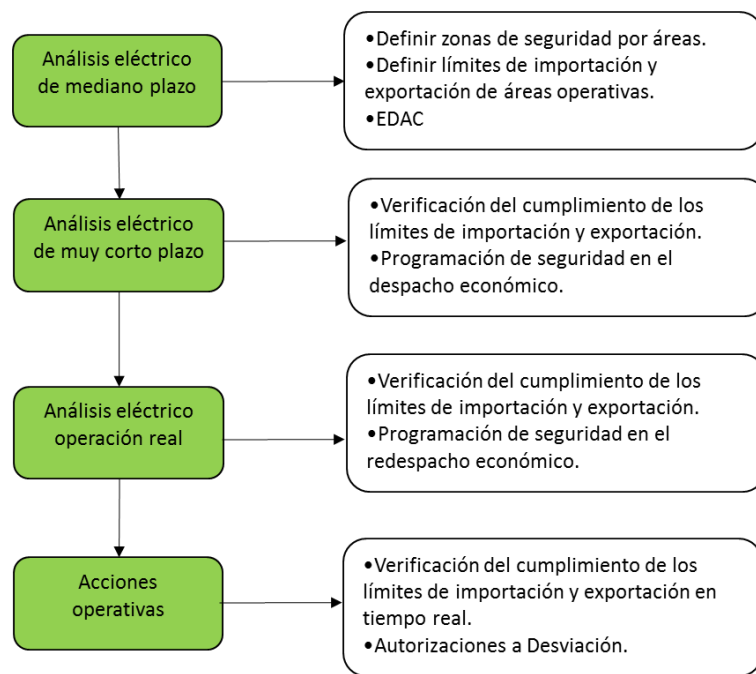 Análisis eléctrico
de mediano plazo
•Definir zonas de seguridad por áreas.
•Definir límites de importación y
exportación de áreas operativas.
•EDAC
Análisis eléctrico
de muy corto plazo
•Verificación del cumplimiento de los
límites de importación y exportación.
•Programación de seguridad en el
despacho económico.
Análisis eléctrico
operación real
•Verificación del cumplimiento de los
límites de importación y exportación.
•Programación de seguridad en el
redespacho económico.
Acciones
operativas
•Verificación del cumplimiento de los
límites de importación y exportación en
tiempo real.
•Autorizaciones a Desviación.